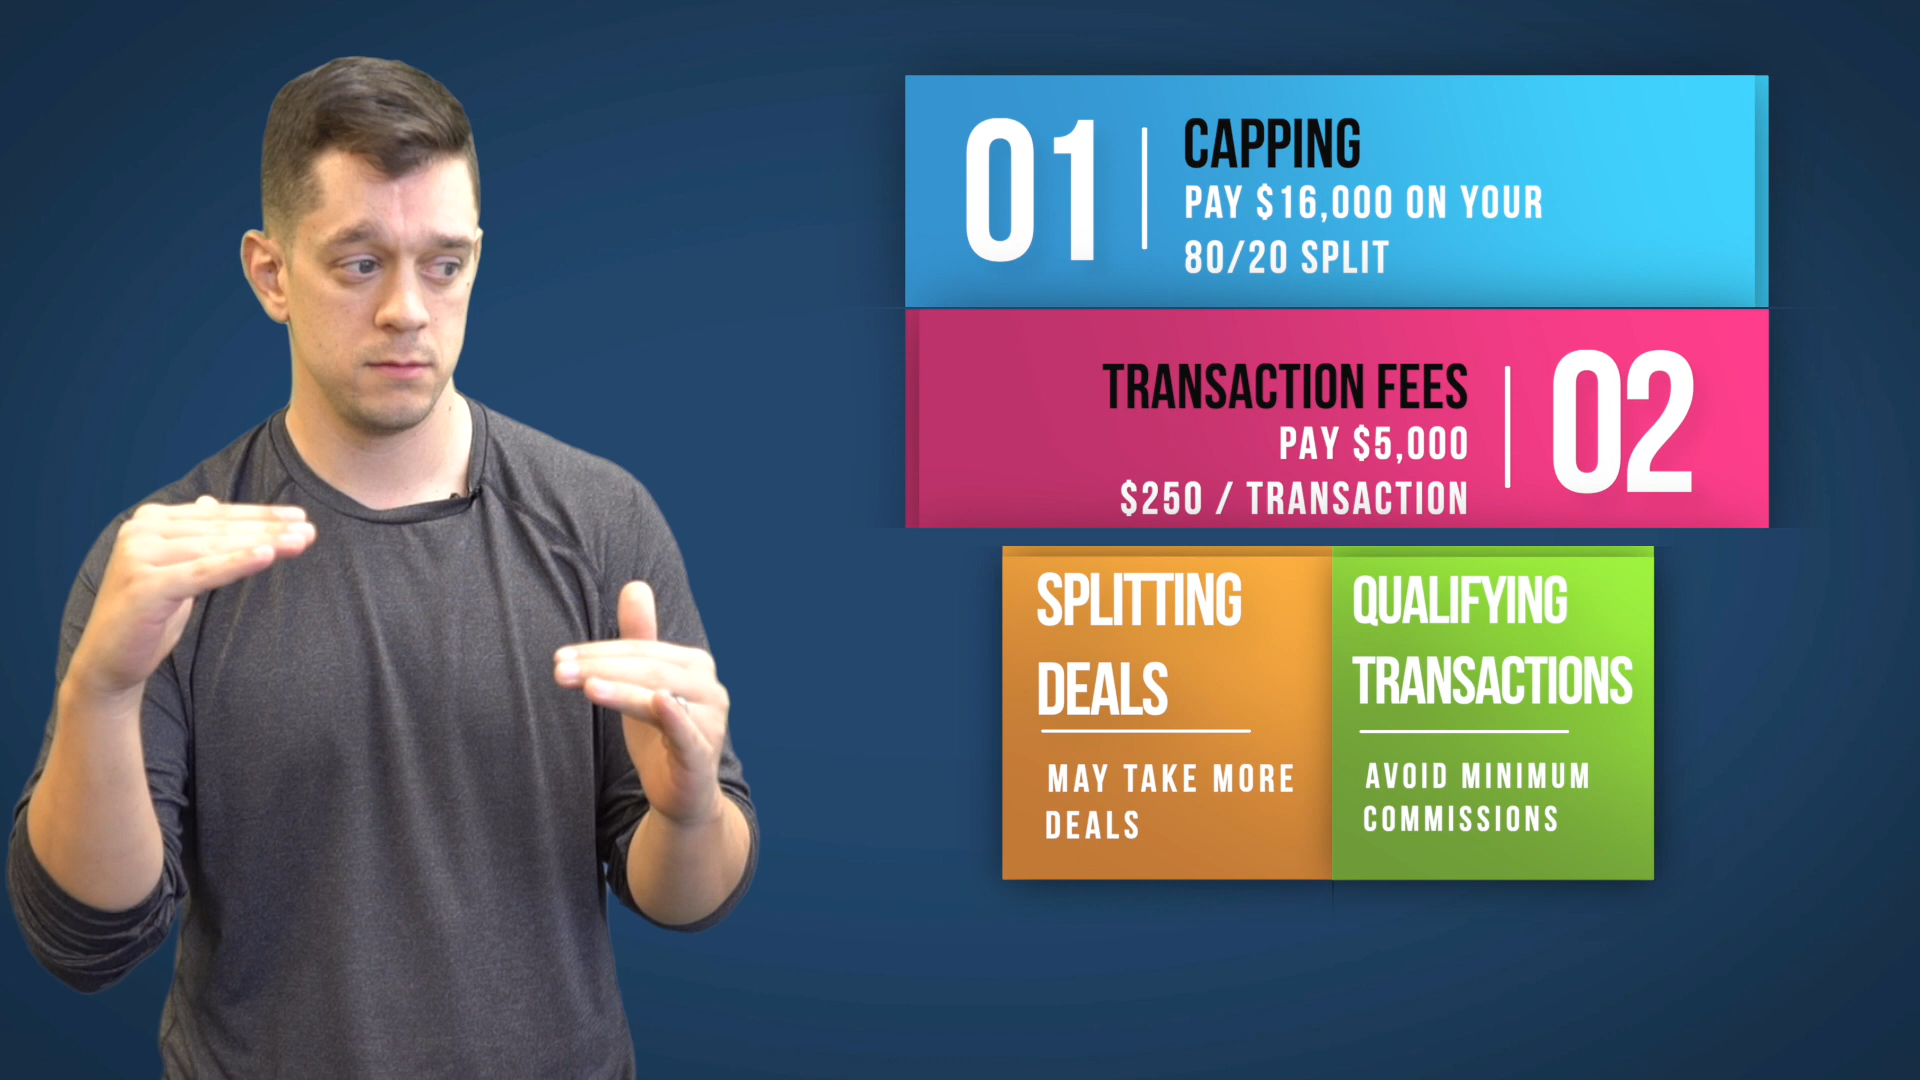 01
CAPPING
PAY $16,000 ON YOUR
80/20 SPLIT
TRANSACTION FEES
PAY $5,000
$250 / TRANSACTION
02
SPLITTING
DEALS
MAY TAKE MORE
DEALS
QUALIFYING
TRANSACTIONS
AVOID MINIMUM
COMMISSIONS